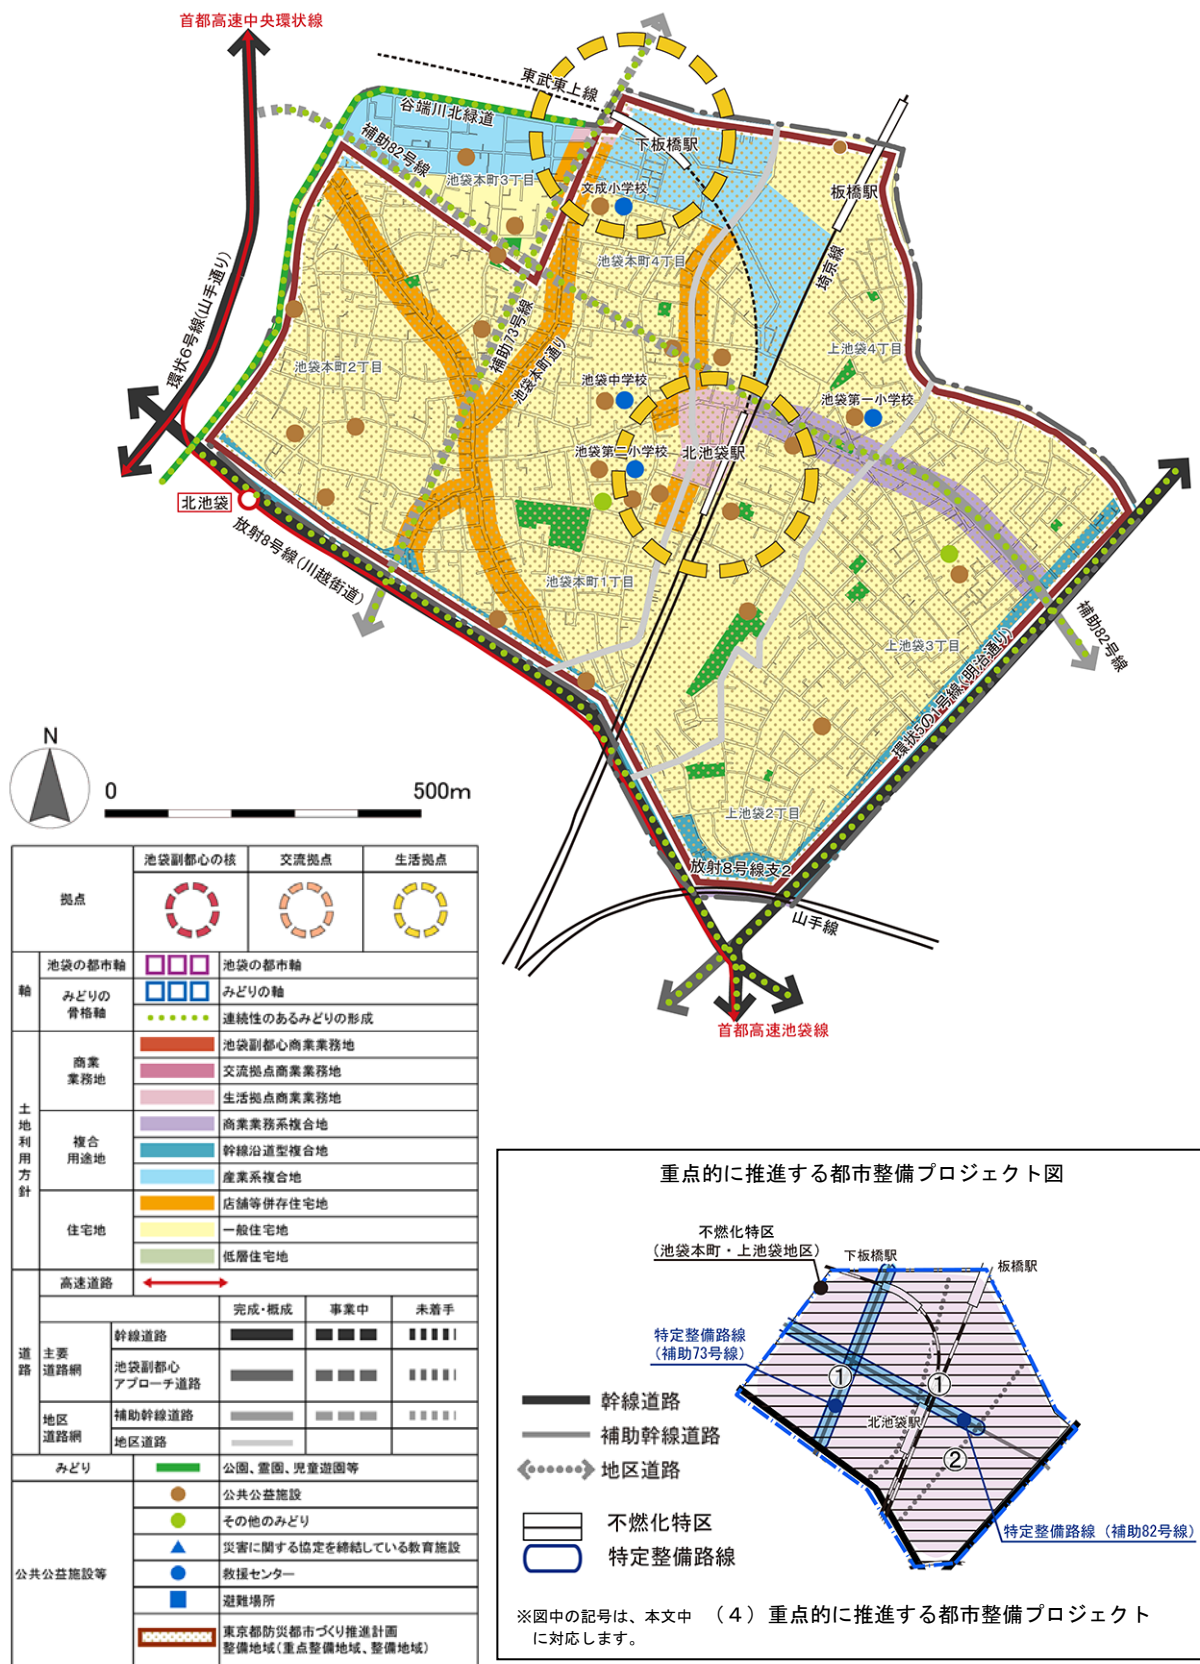 首都高速中央環状線
東武東上線
谷端川北緑道
補助82号線
下板橋駅
池袋本町3丁目
文成小学校
板橋駅
池袋本町4丁目
埼京線
環状6号線(山手通り)
補助73号線
池袋本町通り
上池袋4丁目
池袋本町2丁目
池袋中学校
池袋第一小学校
池袋第二小学校
北池袋駅
北池袋
放射8号線(川越街道)
池袋本町1丁目
補助82号線
上池袋3丁目
環状5の1号線(明治通り)
上池袋2丁目
放射8号線支2
山手線
首都高速池袋線
N
0 500m
拠点
池袋副都心の核
交流拠点
生活拠点
軸
池袋の都市軸
池袋の都市軸
みどりの
骨格軸
みどりの軸
連続性のあるみどりの形成
土地利用方針
商業
業務地
池袋副都心商業業務地
交流拠点商業業務地
生活拠点商業業務地
複合
用途地
商業業務系複合地
幹線沿道型複合地
産業系複合地
住宅地
店舗等併存住宅地
一般住宅地
低層住宅地
道路
高速道路
完成・概成
事業中
未着手
主要
道路網
幹線道路
池袋副都心
アプローチ道路
地区
道路網
補助幹線道路
地区道路
みどり
公園、霊園、児童遊園等
公共公益施設等
公共公益施設
その他のみどり
災害に関する協定を締結している教育施設
救援センター
避難場所
東京都防災都市づくり推進計画
整備地域(重点整備地域、整備地域)
重点的に推進する都市整備プロジェクト図
不燃化特区
(池袋本町・上池袋地区)
下板橋駅
板橋駅
特定整備路線
(補助73号線)
①
①
北池袋駅
②
特定整備路線(補助82号線)
幹線道路
補助幹線道路
地区道路
不燃化特区
特定整備路線
※図中の記号は、本文中 (4)重点的に推進する都市整備プロジェクト
に対応します。